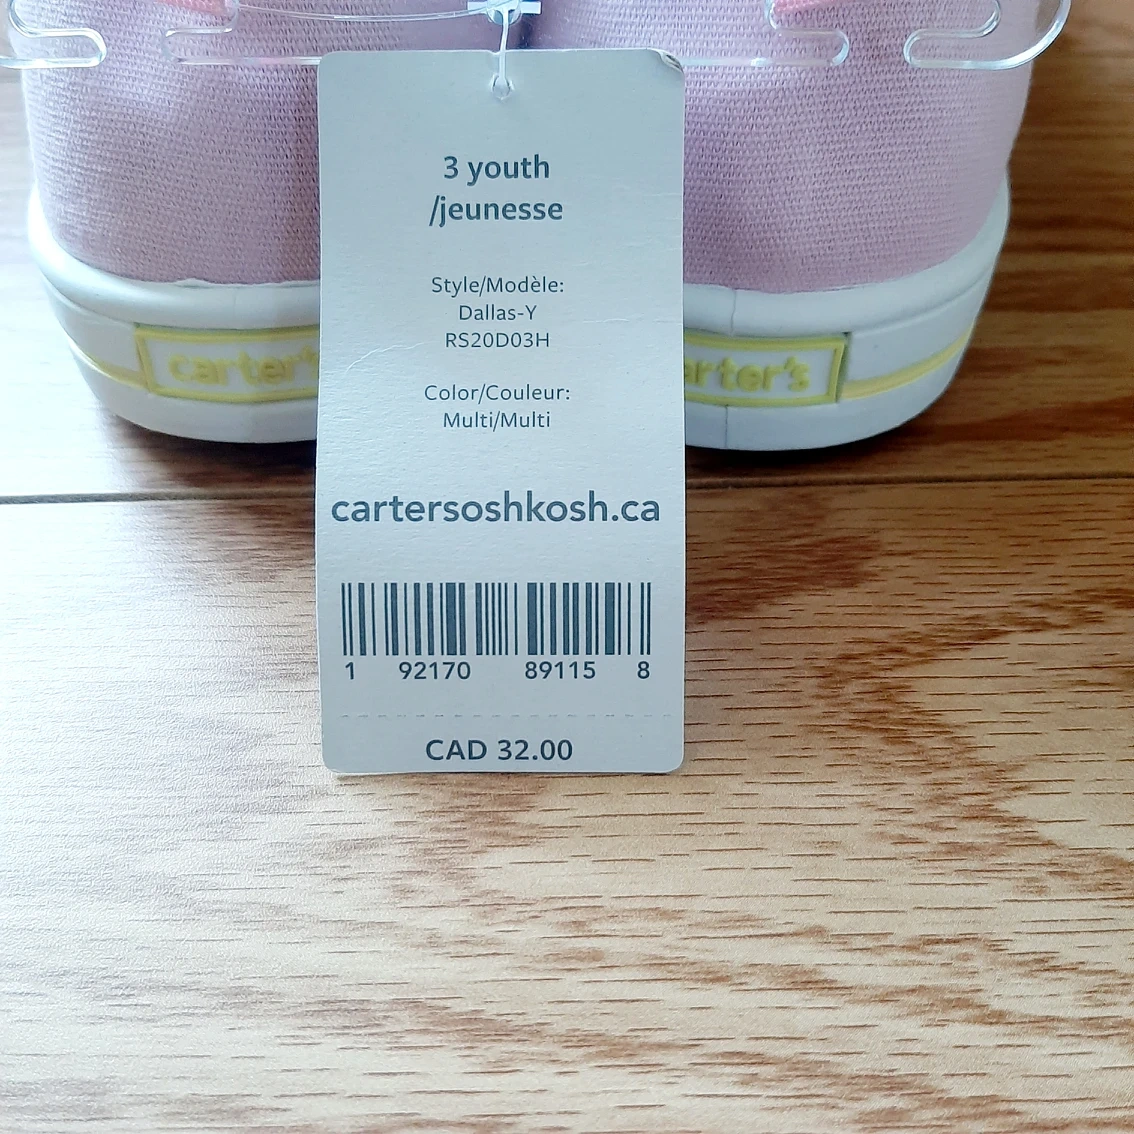 3 youth
/jeunesse
Style/Modèle:
Dallas-Y
RS20D03H
Color/Couleur:
Multi/Multi
carter's
arter's
cartersoshkosh.ca
1 92170 89115 8
CAD 32.00